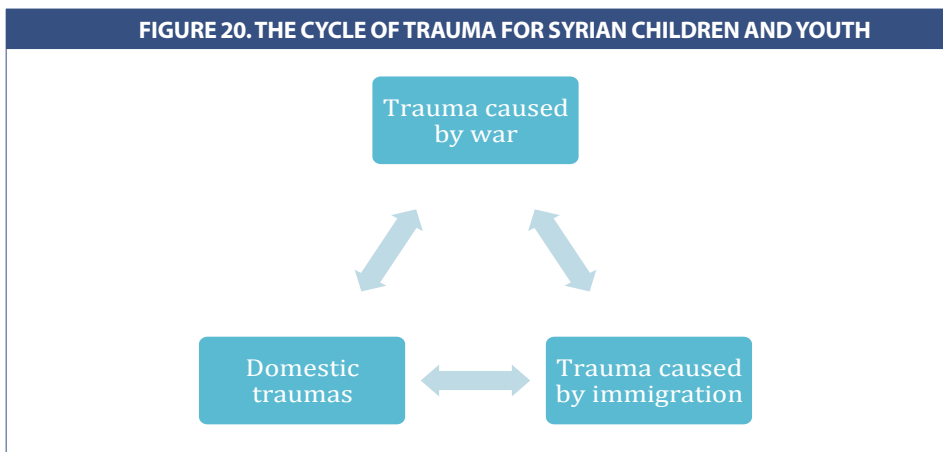 FIGURE 20. THE CYCLE OF TRAUMA FOR SYRIAN CHILDREN AND YOUTH
Trauma caused
by war
Domestic
traumas
Trauma caused
by immigration